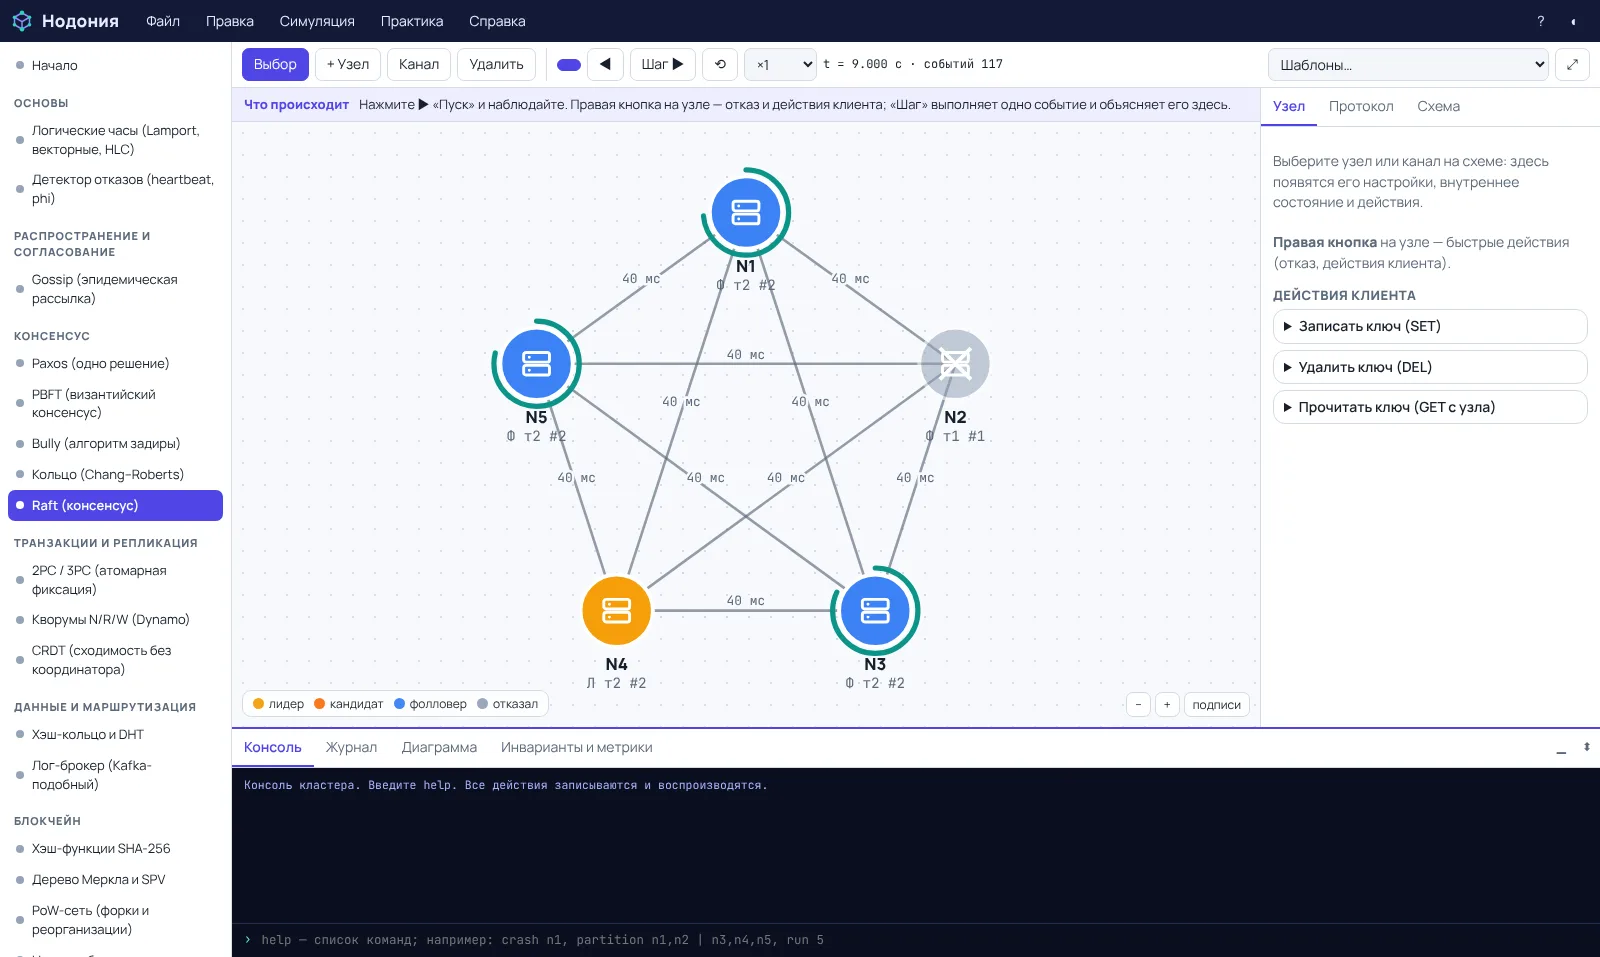 Нодония
Файл
Правка
Симуляция
Практика
Справка
?
Начало
ОСНОВЫ
Логические часы (Lamport,
векторные, HLC)
Детектор отказов (heartbeat,
phi)
РАСПРОСТРАНЕНИЕ И
СОГЛАСОВАНИЕ
Gossip (эпидемическая
рассылка)
КОНСЕНСУС
Paxos (одно решение)
PBFT (византийский
консенсус)
Bully (алгоритм задиры)
Кольцо (Chang–Roberts)
Raft (консенсус)
ТРАНЗАКЦИИ И РЕПЛИКАЦИЯ
2PC / 3PC (атомарная
фиксация)
Кворумы N/R/W (Dynamo)
CRDT (сходимость без
координатора)
ДАННЫЕ И МАРШРУТИЗАЦИЯ
Хэш-кольцо и DHT
Лог-брокер (Kafka-
подобный)
БЛОКЧЕЙН
Хэш-функции SHA-256
Дерево Меркла и SPV
PoW-сеть (форки и
реорганизации)
Выбор
+ Узел
Канал
Удалить
◀
Шаг ▶
⟲
×1
t = 9.000 с · событий 117
Шаблоны…
⤢
Что происходит Нажмите ▶ «Пуск» и наблюдайте. Правая кнопка на узле — отказ и действия клиента; «Шаг» выполняет одно событие и объясняет его здесь.
N1
Ф т2 #2
40 мс
40 мс
40 мс
N5
Ф т2 #2
N2
Ф т1 #1
40 мс
40 мс
40 мс
40 мс
40 мс
40 мс
40 мс
N4
Л т2 #2
N3
Ф т2 #2
лидер
кандидат
фолловер
отказал
−
+
подписи
Узел
Протокол
Схема
Выберите узел или канал на схеме: здесь
появятся его настройки, внутреннее
состояние и действия.
Правая кнопка на узле — быстрые действия
(отказ, действия клиента).
ДЕЙСТВИЯ КЛИЕНТА
▶ Записать ключ (SET)
▶ Удалить ключ (DEL)
▶ Прочитать ключ (GET с узла)
Консоль
Журнал
Диаграмма
Инварианты и метрики
Консоль кластера. Введите help. Все действия записываются и воспроизводятся.
› help — список команд; например: crash n1, partition n1,n2 | n3,n4,n5, run 5